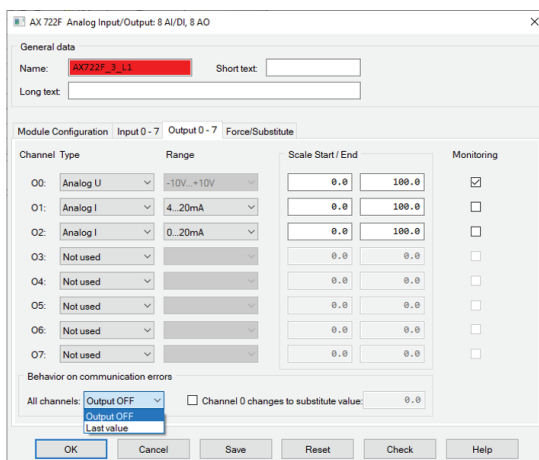 AX 722F Analog Input/Output: 8 AI/DI, 8 AO
General data
Name: AX722F_3_L1 Short text:
Long text:
Module Configuration Input 0 - 7 Output 0 - 7 Force/Substitute
Channel Type Range Scale Start / End Monitoring
O0: Analog U -10V...+10V 0.0 100.0
O1: Analog I 4...20mA 0.0 100.0
O2: Analog I 0...20mA 0.0 100.0
O3: Not used 0.0 0.0
O4: Not used 0.0 0.0
O5: Not used 0.0 0.0
O6: Not used 0.0 0.0
O7: Not used 0.0 0.0
Behavior on communication errors
All channels: Output OFF Channel 0 changes to substitute value: 0.0
Output OFF
Last value
OK Cancel Save Reset Check Help